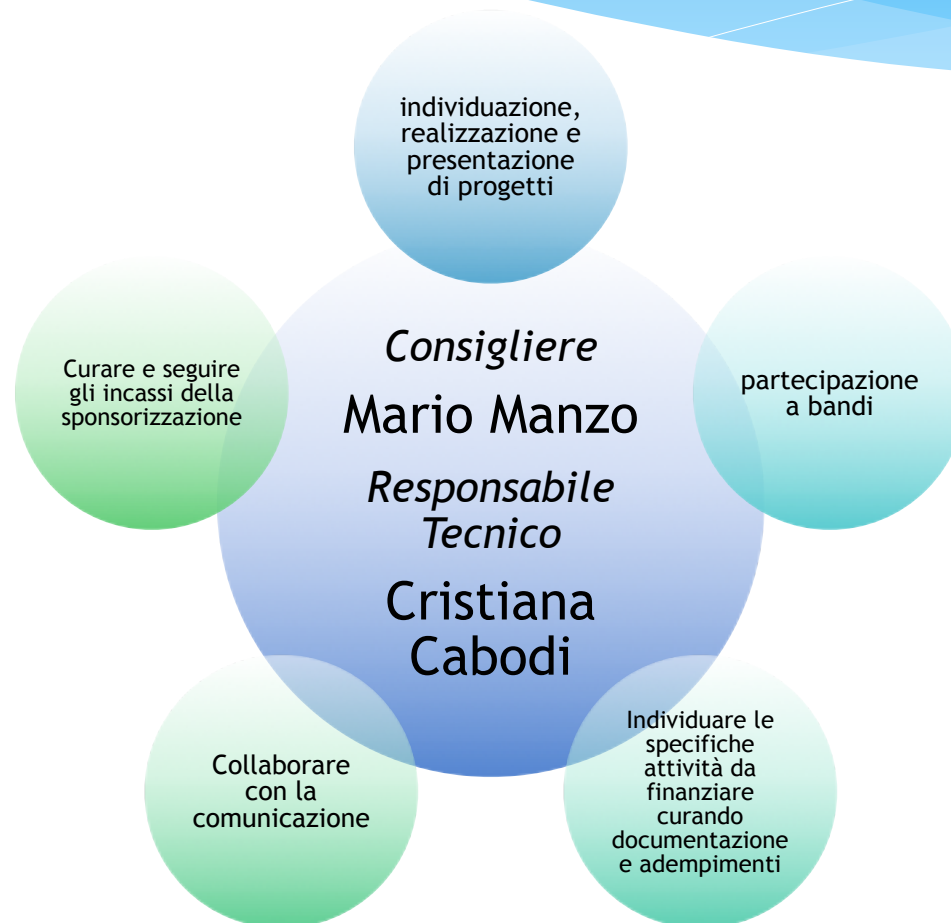 individuazione,
realizzazione e
presentazione
di progetti
Curare e seguire
gli incassi della
sponsorizzazione
Consigliere
Mario Manzo
Responsabile
Tecnico
Cristiana
Cabodi
partecipazione
a bandi
Collaborare
con la
comunicazione
Individuare le
specifiche
attività da
finanziare
curando
documentazione
e adempimenti